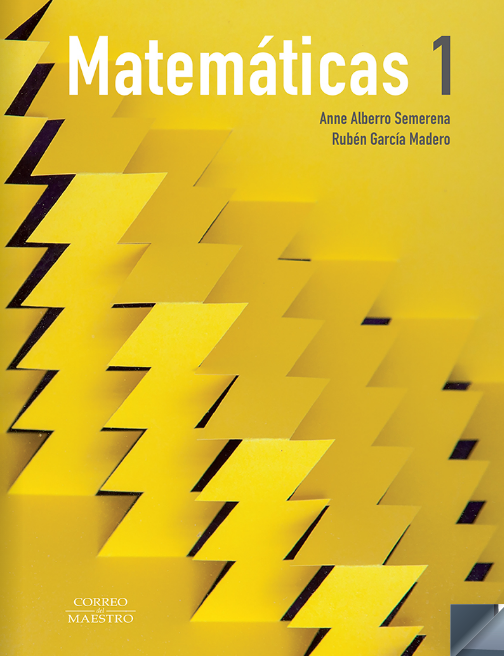 Matemáticas 1
Anne Alberro Semerena
Rubén García Madero
CORREO
del
MAESTRO